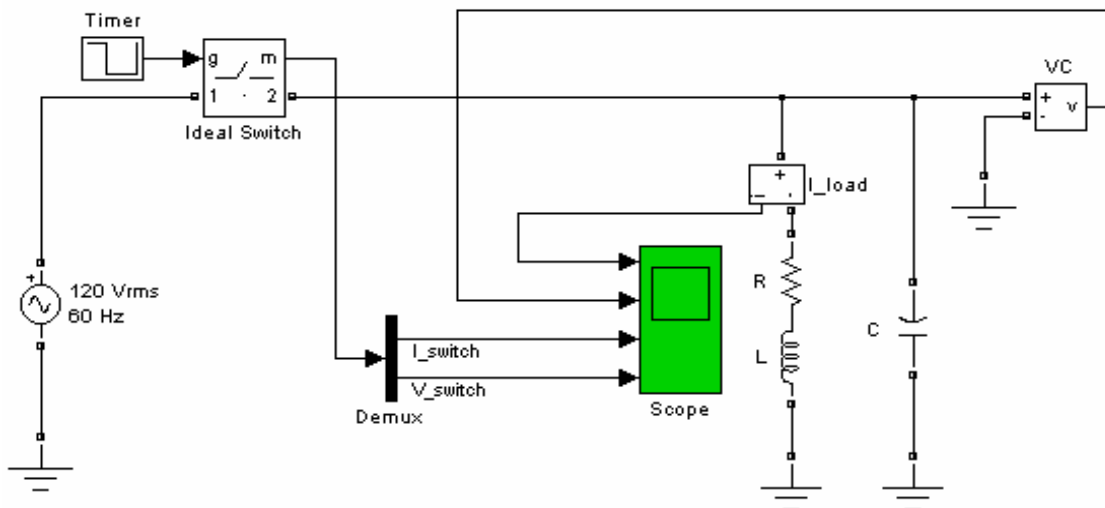 Timer
g m
1 2
Ideal Switch
VC
+
-
v
+
I_load
+
120 Vrms
60 Hz
R
L
C
I_switch
V_switch
Demux
Scope